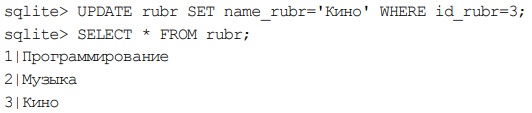 sqlite> UPDATE rubr SET name_rubr='Кино' WHERE id_rubr=3;
sqlite> SELECT * FROM rubr;
1|Программирование
2|Музыка
3|Кино